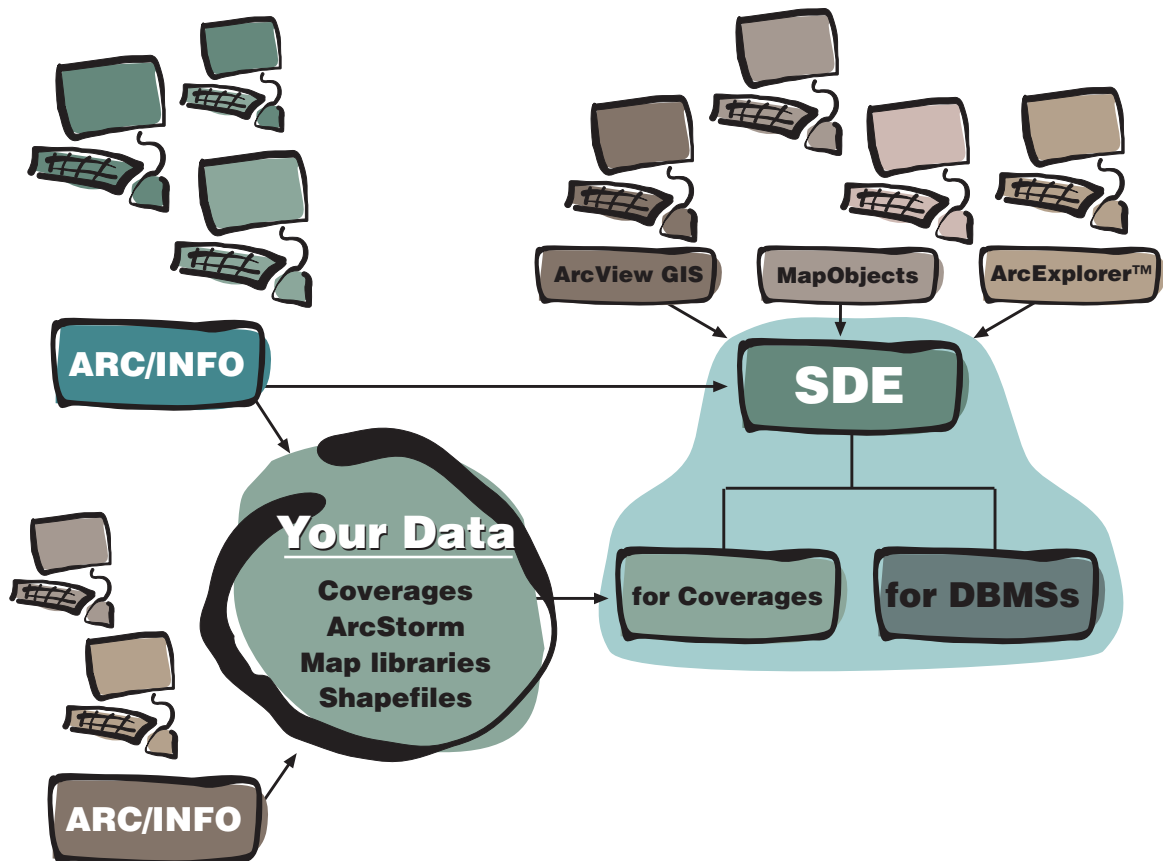 ArcView GIS
MapObjects
ArcExplorer™
ARC/INFO
SDE
Your Data
Coverages
ArcStorm
Map libraries
Shapefiles
for Coverages
for DBMSs
ARC/INFO